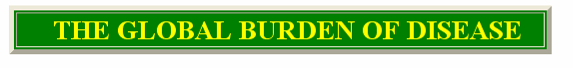 THE GLOBAL BURDEN OF DISEASE